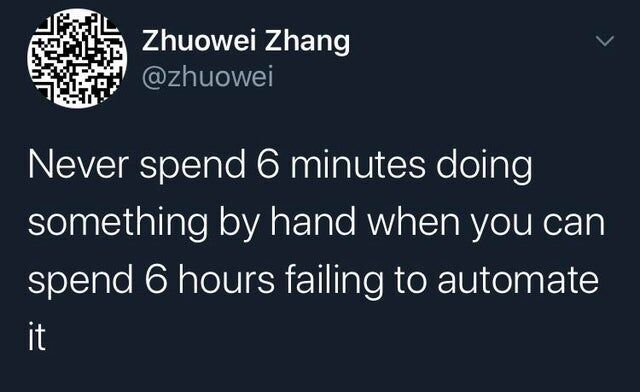 Zhuowei Zhang
@zhuowei
Never spend 6 minutes doing
something by hand when you can
spend 6 hours failing to automate
it